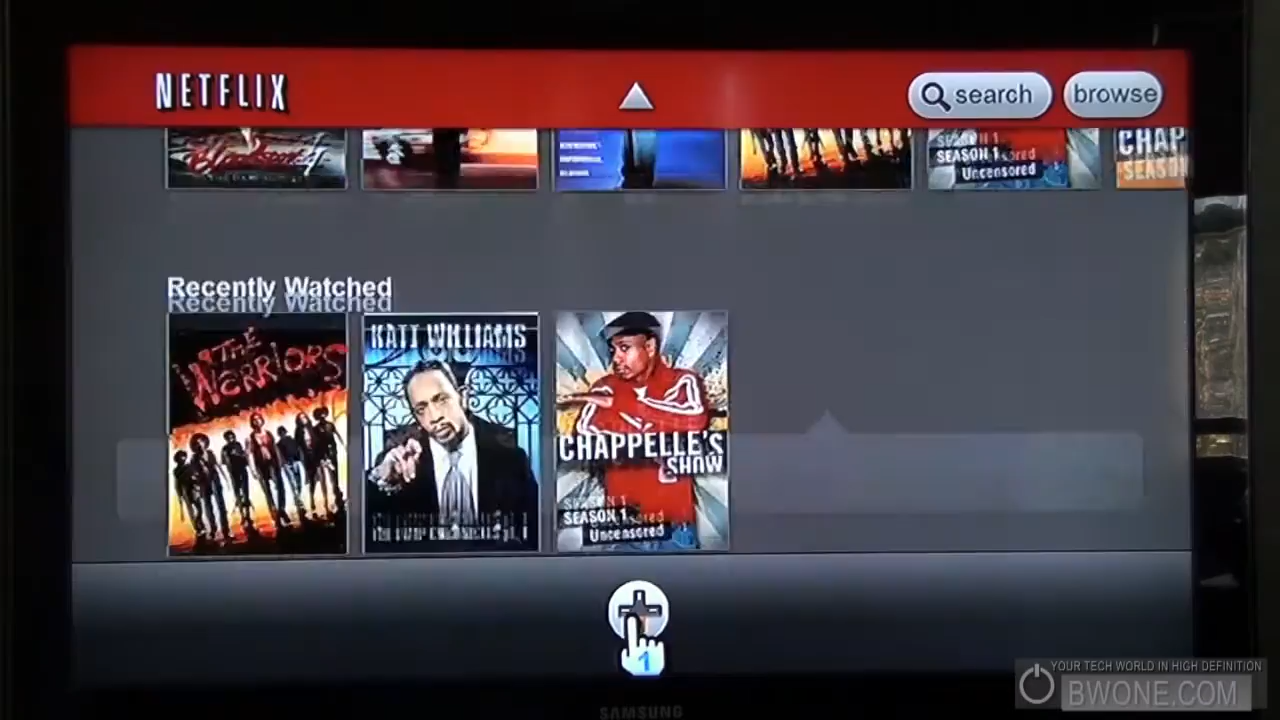 NETFLIX
search
browse
SEASON 1
Uncensored
CHAP
SEASON
Recently Watched
THE WARRIORS
KATT WILLIAMS
CHAPPELLE'S
SHOW
SEASON 1
Uncensored
1
YOUR TECH WORLD IN HIGH DEFINITION
BWONE.COM
SAMSUNG